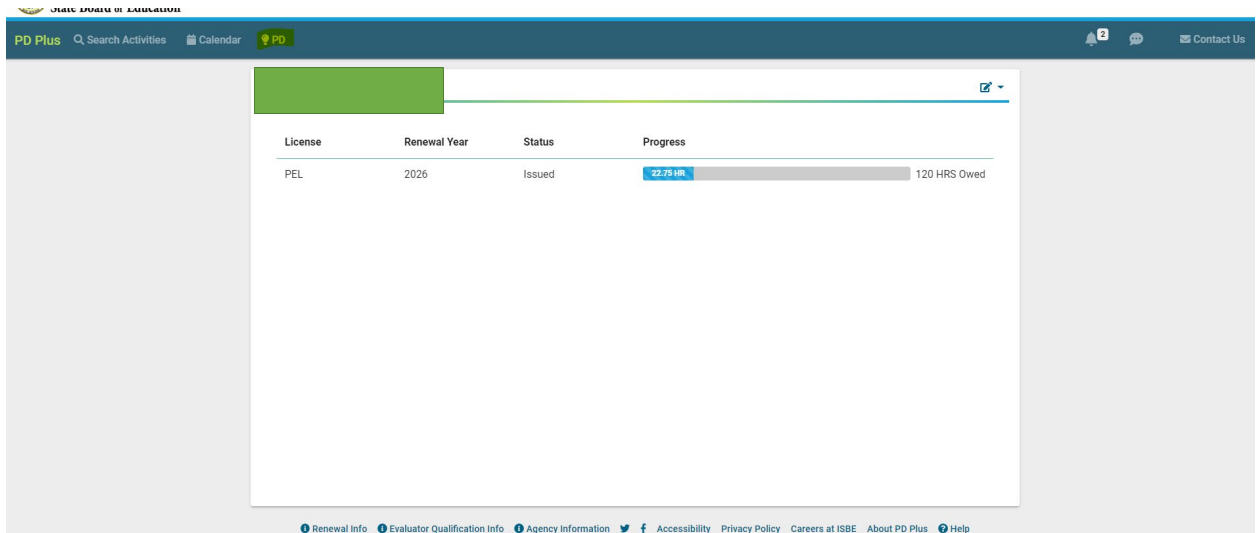 State Board of Education
PD Plus Search Activities Calendar PD 2 Contact Us
License Renewal Year Status Progress
PEL 2026 Issued 22.75 HR 120 HRS Owed
Renewal Info Evaluator Qualification Info Agency Information Accessibility Privacy Policy Careers at ISBE About PD Plus Help